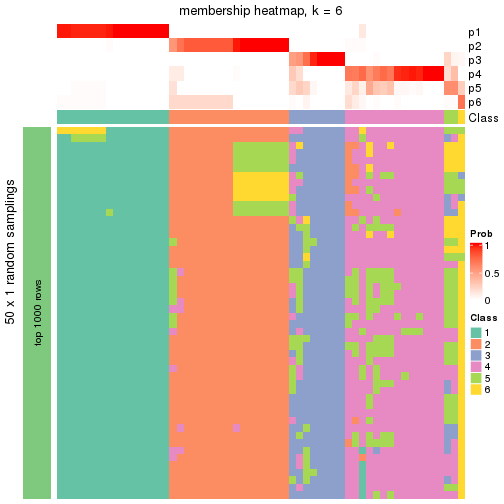 membership heatmap, k = 6
p1
p2
p3
p4
p5
p6
Class
50 x 1 random samplings
top 1000 rows
Prob
1
0.5
0
Class
1
2
3
4
5
6